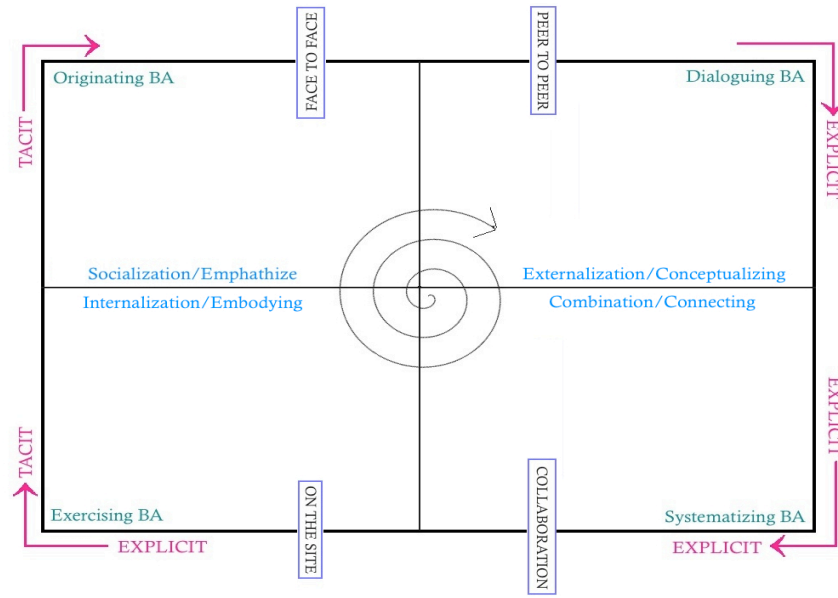 FACE TO FACE
PEER TO PEER
Originating BA
Dialoguing BA
TACIT
EXPLICIT
Socialization/Emphathize
Externalization/Conceptualizing
Internalization/Embodying
Combination/Connecting
TACIT
EXPLICIT
Exercising BA
ON THE SITE
COLLABORATION
Systematizing BA
EXPLICIT
EXPLICIT